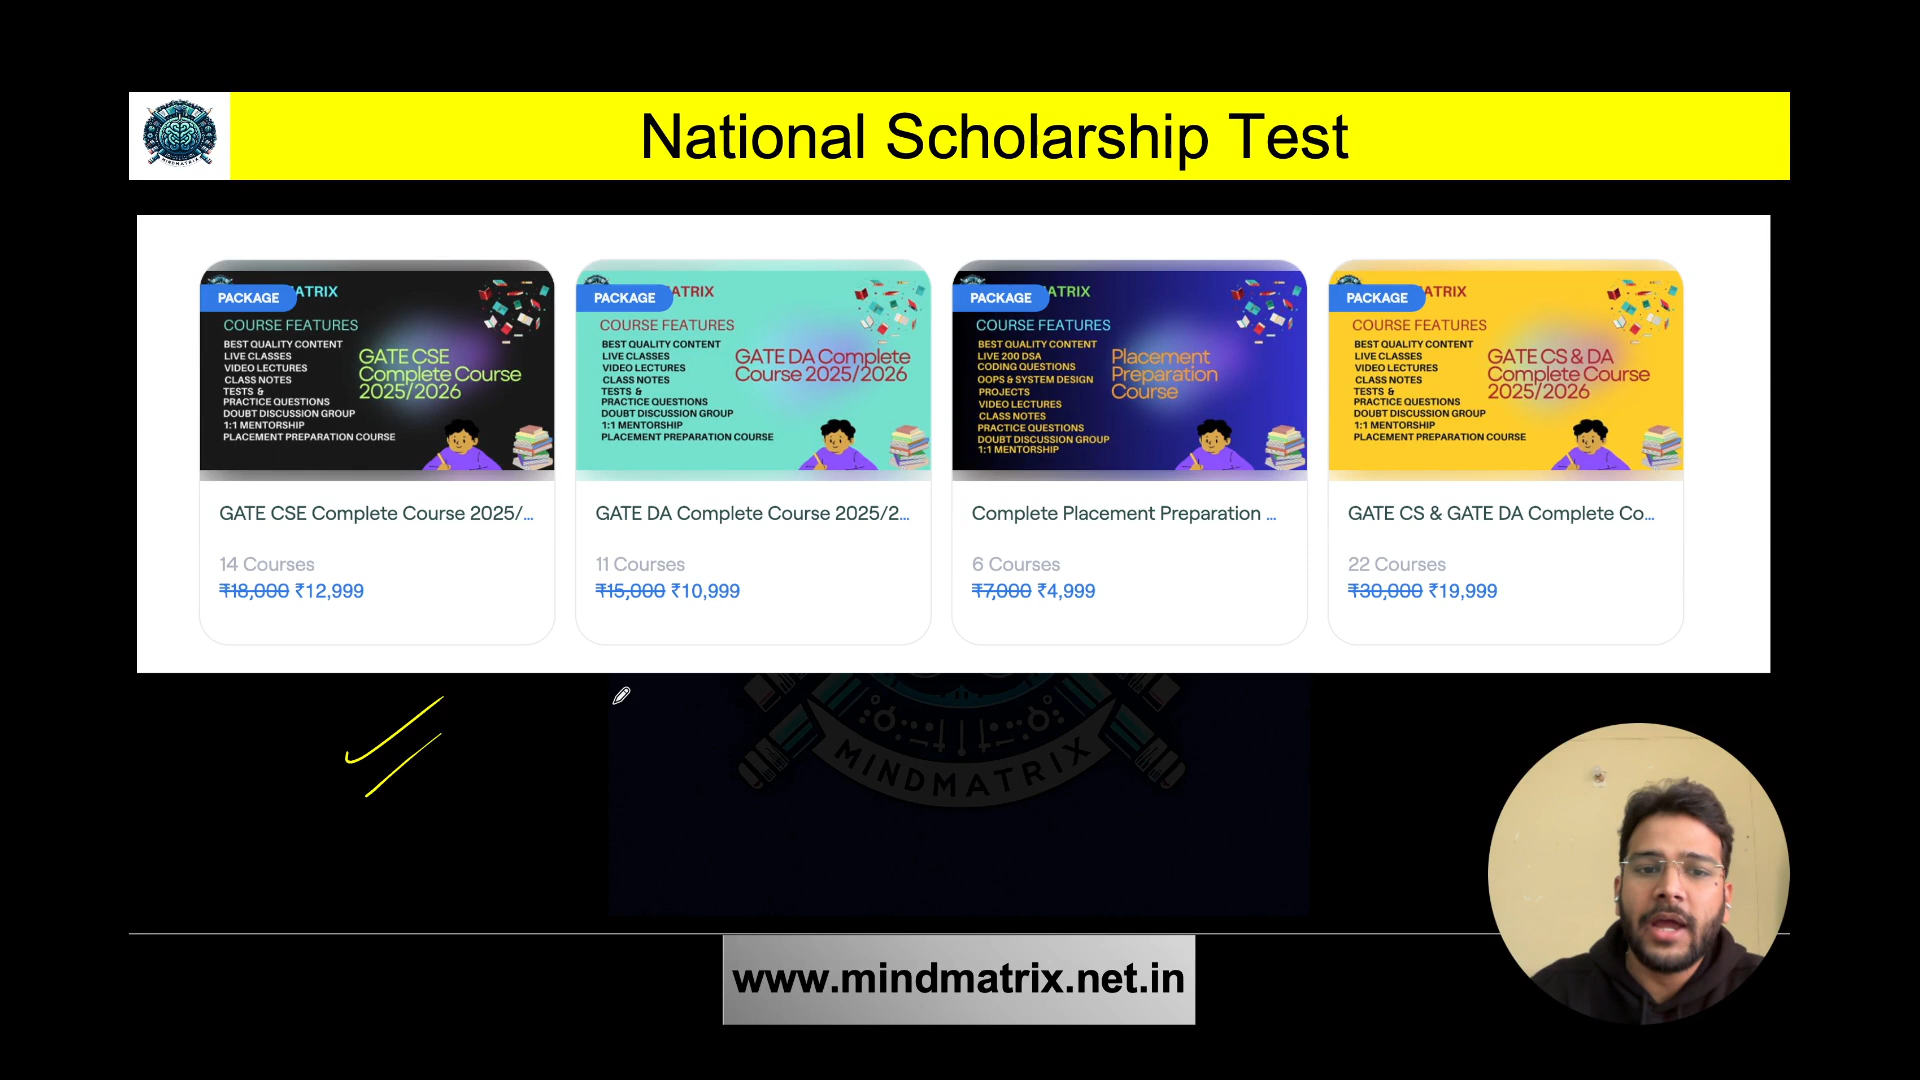 National Scholarship Test
PACKAGE
ATRIX
COURSE FEATURES
BEST QUALITY CONTENT
LIVE CLASSES
VIDEO LECTURES
CLASS NOTES
TESTS &
PRACTICE QUESTIONS
DOUBT DISCUSSION GROUP
1:1 MENTORSHIP
PLACEMENT PREPARATION COURSE
GATE CSE
Complete Course
2025/2026
GATE CSE Complete Course 2025/...
14 Courses
₹18,000 ₹12,999
PACKAGE
ATRIX
COURSE FEATURES
BEST QUALITY CONTENT
LIVE CLASSES
VIDEO LECTURES
CLASS NOTES
TESTS &
PRACTICE QUESTIONS
DOUBT DISCUSSION GROUP
1:1 MENTORSHIP
PLACEMENT PREPARATION COURSE
GATE DA Complete
Course 2025/2026
GATE DA Complete Course 2025/2...
11 Courses
₹15,000 ₹10,999
PACKAGE
ATRIX
COURSE FEATURES
BEST QUALITY CONTENT
LIVE 200 DSA
CODING QUESTIONS
OOPS & SYSTEM DESIGN
PROJECTS
VIDEO LECTURES
CLASS NOTES
PRACTICE QUESTIONS
DOUBT DISCUSSION GROUP
1:1 MENTORSHIP
Placement
Preparation
Course
Complete Placement Preparation ...
6 Courses
₹7,000 ₹4,999
PACKAGE
ATRIX
COURSE FEATURES
BEST QUALITY CONTENT
LIVE CLASSES
VIDEO LECTURES
CLASS NOTES
TESTS &
PRACTICE QUESTIONS
DOUBT DISCUSSION GROUP
1:1 MENTORSHIP
PLACEMENT PREPARATION COURSE
GATE CS & DA
Complete Course
2025/2026
GATE CS & GATE DA Complete Co...
22 Courses
₹30,000 ₹19,999
MINDMATRIX
www.mindmatrix.net.in